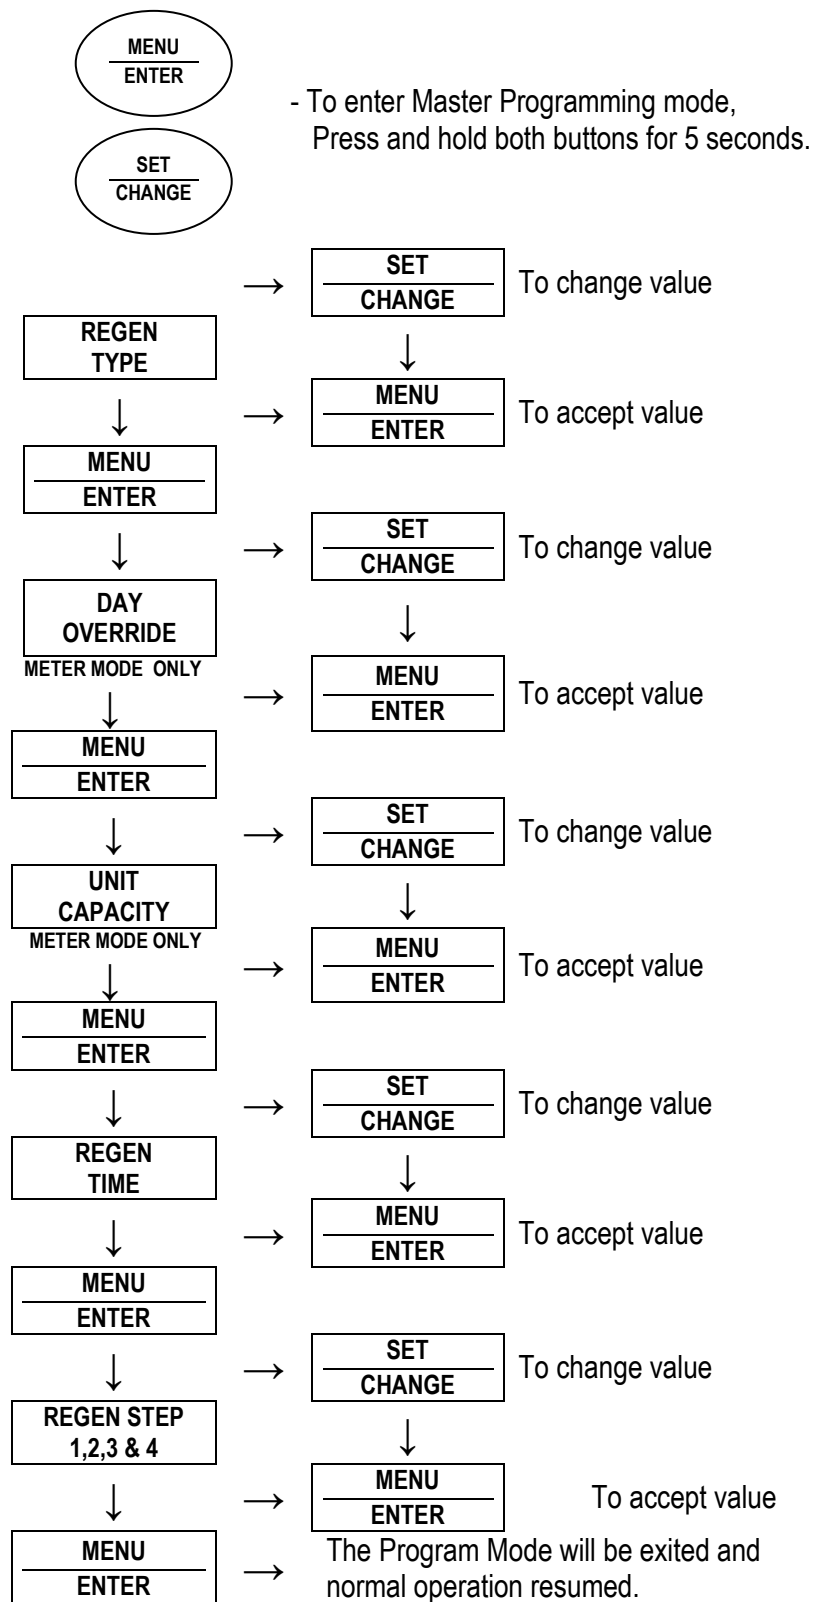 MENU
ENTER
- To enter Master Programming mode,
Press and hold both buttons for 5 seconds.
SET
CHANGE
SET
CHANGE
To change value
REGEN
TYPE
↓
→
→
↓
MENU
ENTER
To accept value
MENU
ENTER
↓
→
SET
CHANGE
To change value
DAY
OVERRIDE
METER MODE  ONLY
↓
↓
→
MENU
ENTER
To accept value
MENU
ENTER
↓
→
SET
CHANGE
To change value
UNIT
CAPACITY
METER MODE ONLY
↓
↓
→
MENU
ENTER
To accept value
MENU
ENTER
↓
→
SET
CHANGE
To change value
REGEN
TIME
↓
↓
→
MENU
ENTER
To accept value
MENU
ENTER
↓
→
SET
CHANGE
To change value
REGEN STEP
1,2,3 & 4
↓
↓
→
MENU
ENTER
To accept value
MENU
ENTER
→
The Program Mode will be exited and
normal operation resumed.